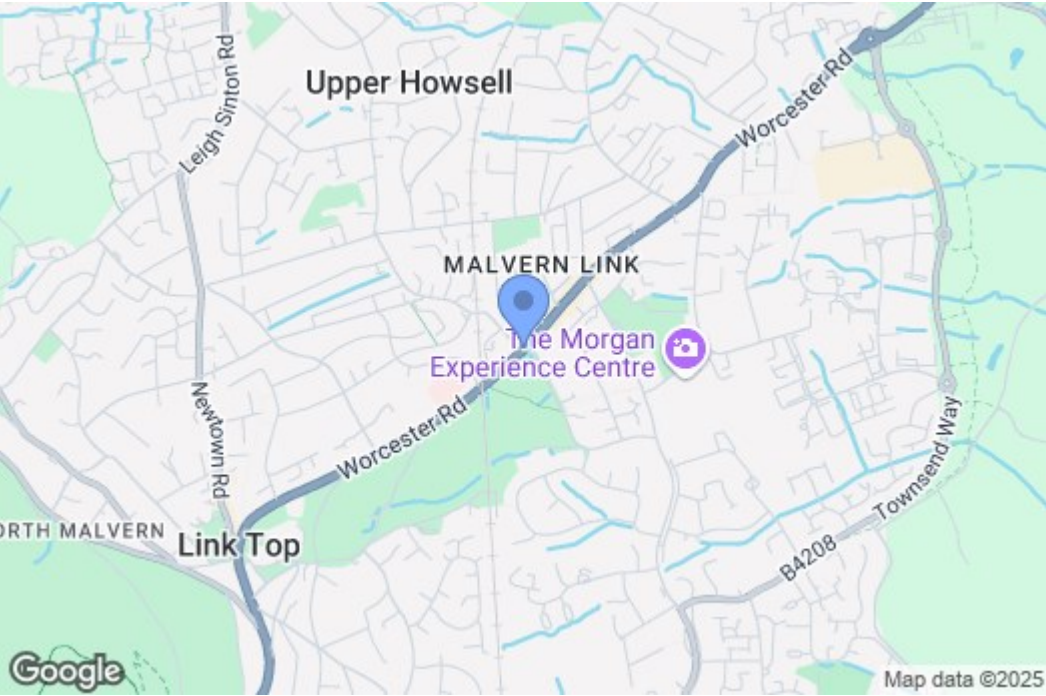 Leigh Sinton Rd
Upper Howsell
Worcester Rd
MALVERN LINK
The Morgan
Experience Centre
Newtown Rd
Worcester Rd
Townsend Way
ORTH MALVERN
Link Top
B4208
Google
Map data ©2025